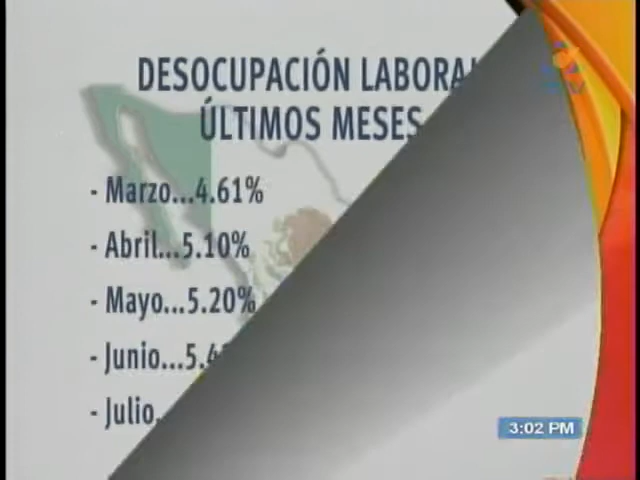 DESOCUPACIÓN LABORAL
ÚLTIMOS MESES
- Marzo...4.61%
- Abril...5.10%
- Mayo...5.20%
- Junio...5.4
- Julio.
3:02 PM